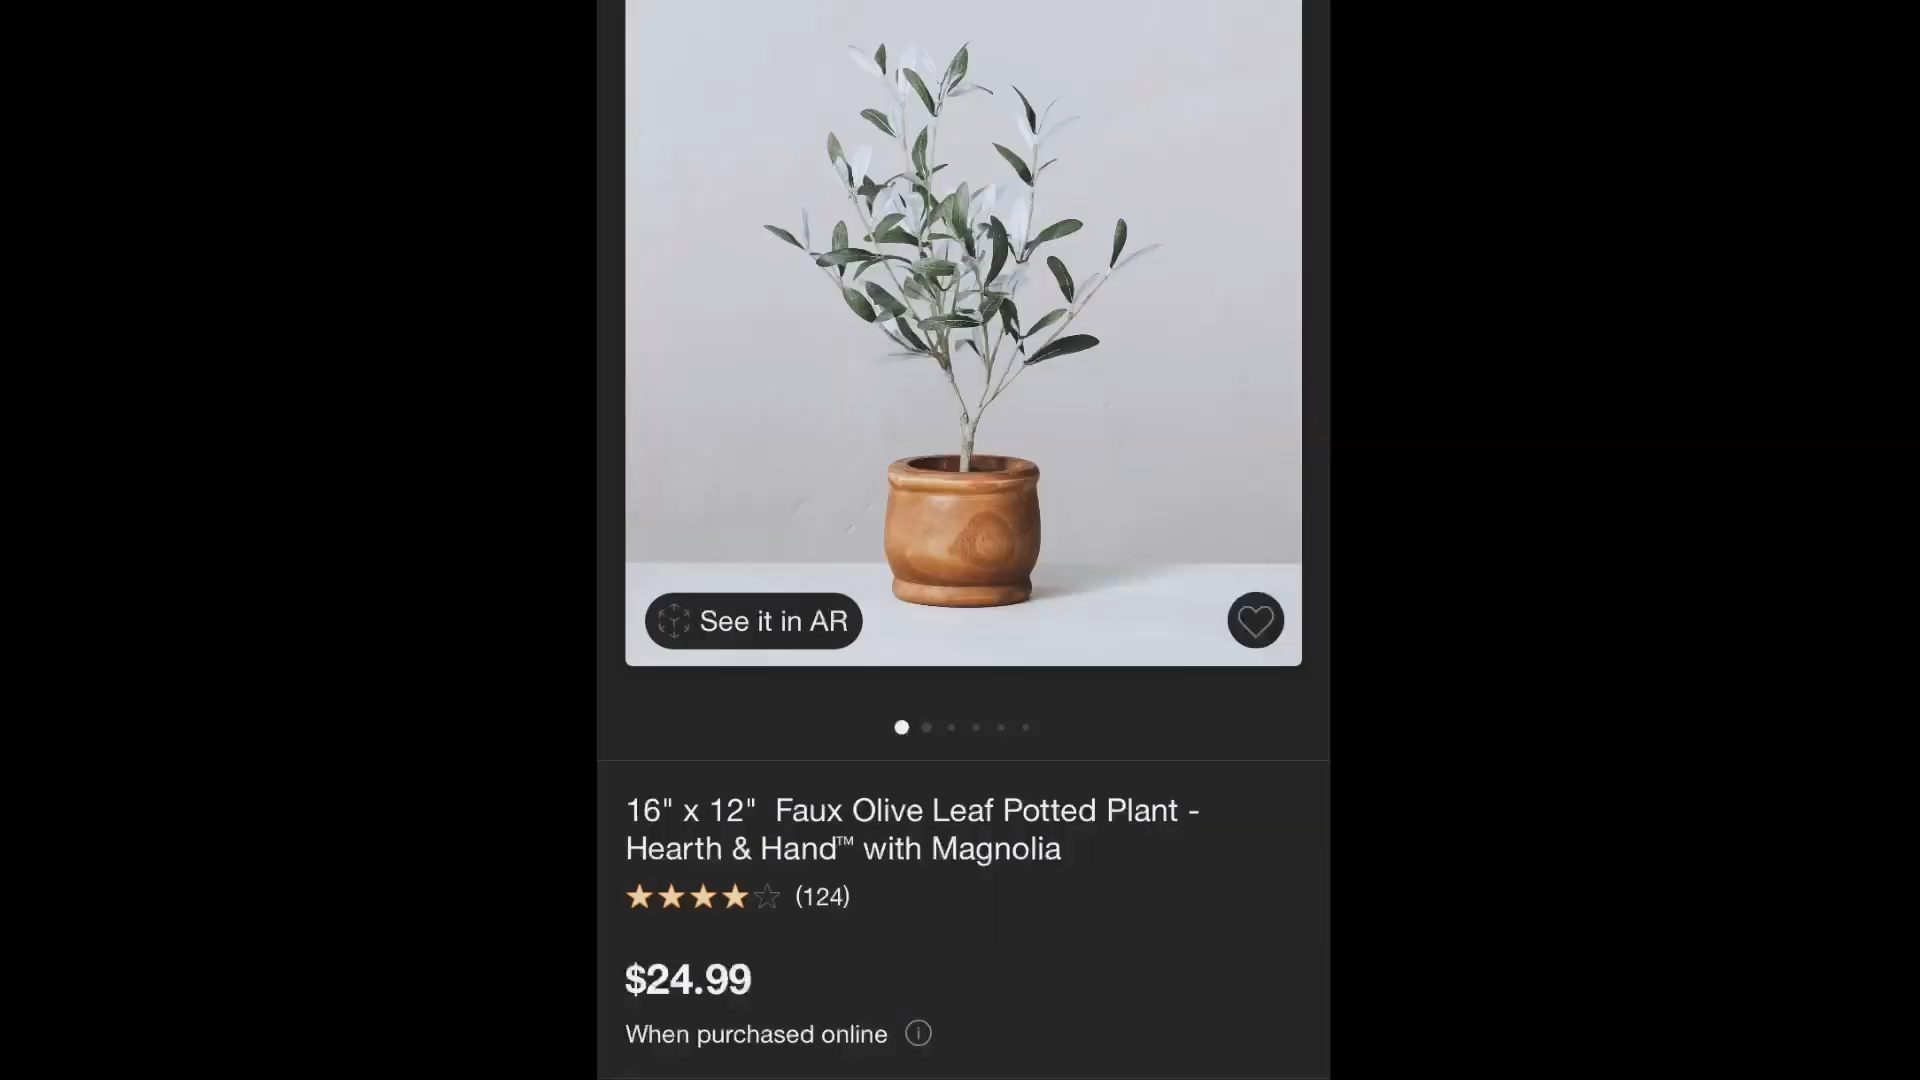 See it in AR
16" x 12"  Faux Olive Leaf Potted Plant -
Hearth & Hand™ with Magnolia
(124)
$24.99
When purchased online